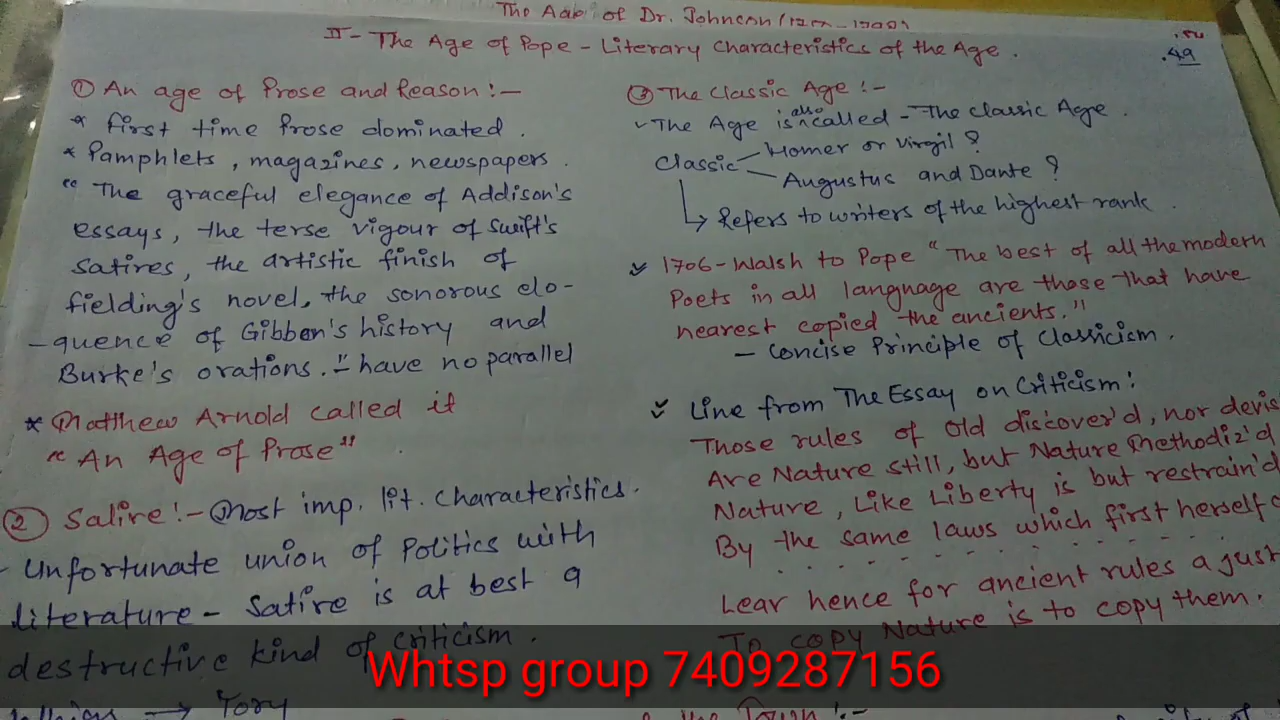 The Age of Dr. Johnson
II- The Age of Pope - Literary Characteristics of the Age.
.50
.49
① An age of Prose and Reason :-
* First time Prose dominated.
* Pamphlets, magazines, newspapers.
"The graceful elegance of Addison's
essays, the terse vigour of Swift's
satires, the artistic finish of
fielding's novel, the sonorous elo-
-quence of Gibben's history and
Burke's orations." - have no parallel
* Matthew Arnold called it
"An Age of Prose"
② Satire :- Most imp. lit. characteristics.
- Unfortunate union of Politics with
literature - Satire is at best a
destructive kind of criticism.
→ Tory
③ The Classic Age :-
The Age is also called - The Classic Age.
Classic - Homer or Virgil ?
- Augustus and Dante ?
↳ Refers to writers of the highest rank.
1706 - Walsh to Pope "The best of all the modern
Poets in all language are those that have
nearest copied the ancients."
- Concise Principle of Classicism.
Line from The Essay on Criticism :
Those rules of old discover'd, nor devis
Are Nature still, but Nature Methodiz'd
Nature, Like Liberty is but restrain'd
By the same laws which first herself
. . . . . . . . . . . .
Lear hence for ancient rules a just
To copy Nature is to copy them.
the Town :-
of
Whtsp group 7409287156